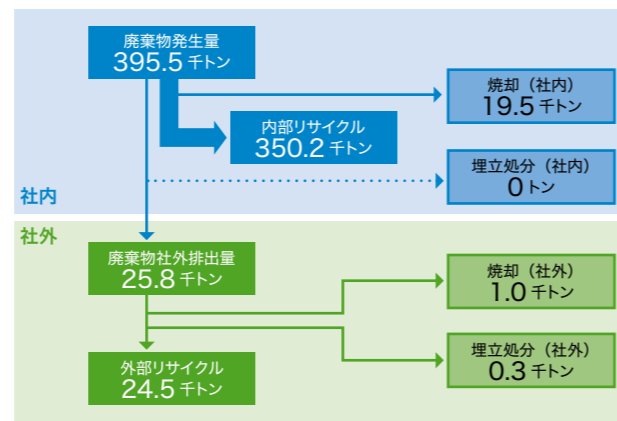 廃棄物発生量
395.5 千トン
焼却（社内）
19.5 千トン
内部リサイクル
350.2 千トン
埋立処分（社内）
0 トン
社内
社外
廃棄物社外排出量
25.8 千トン
焼却（社外）
1.0 千トン
埋立処分（社外）
0.3 千トン
外部リサイクル
24.5 千トン